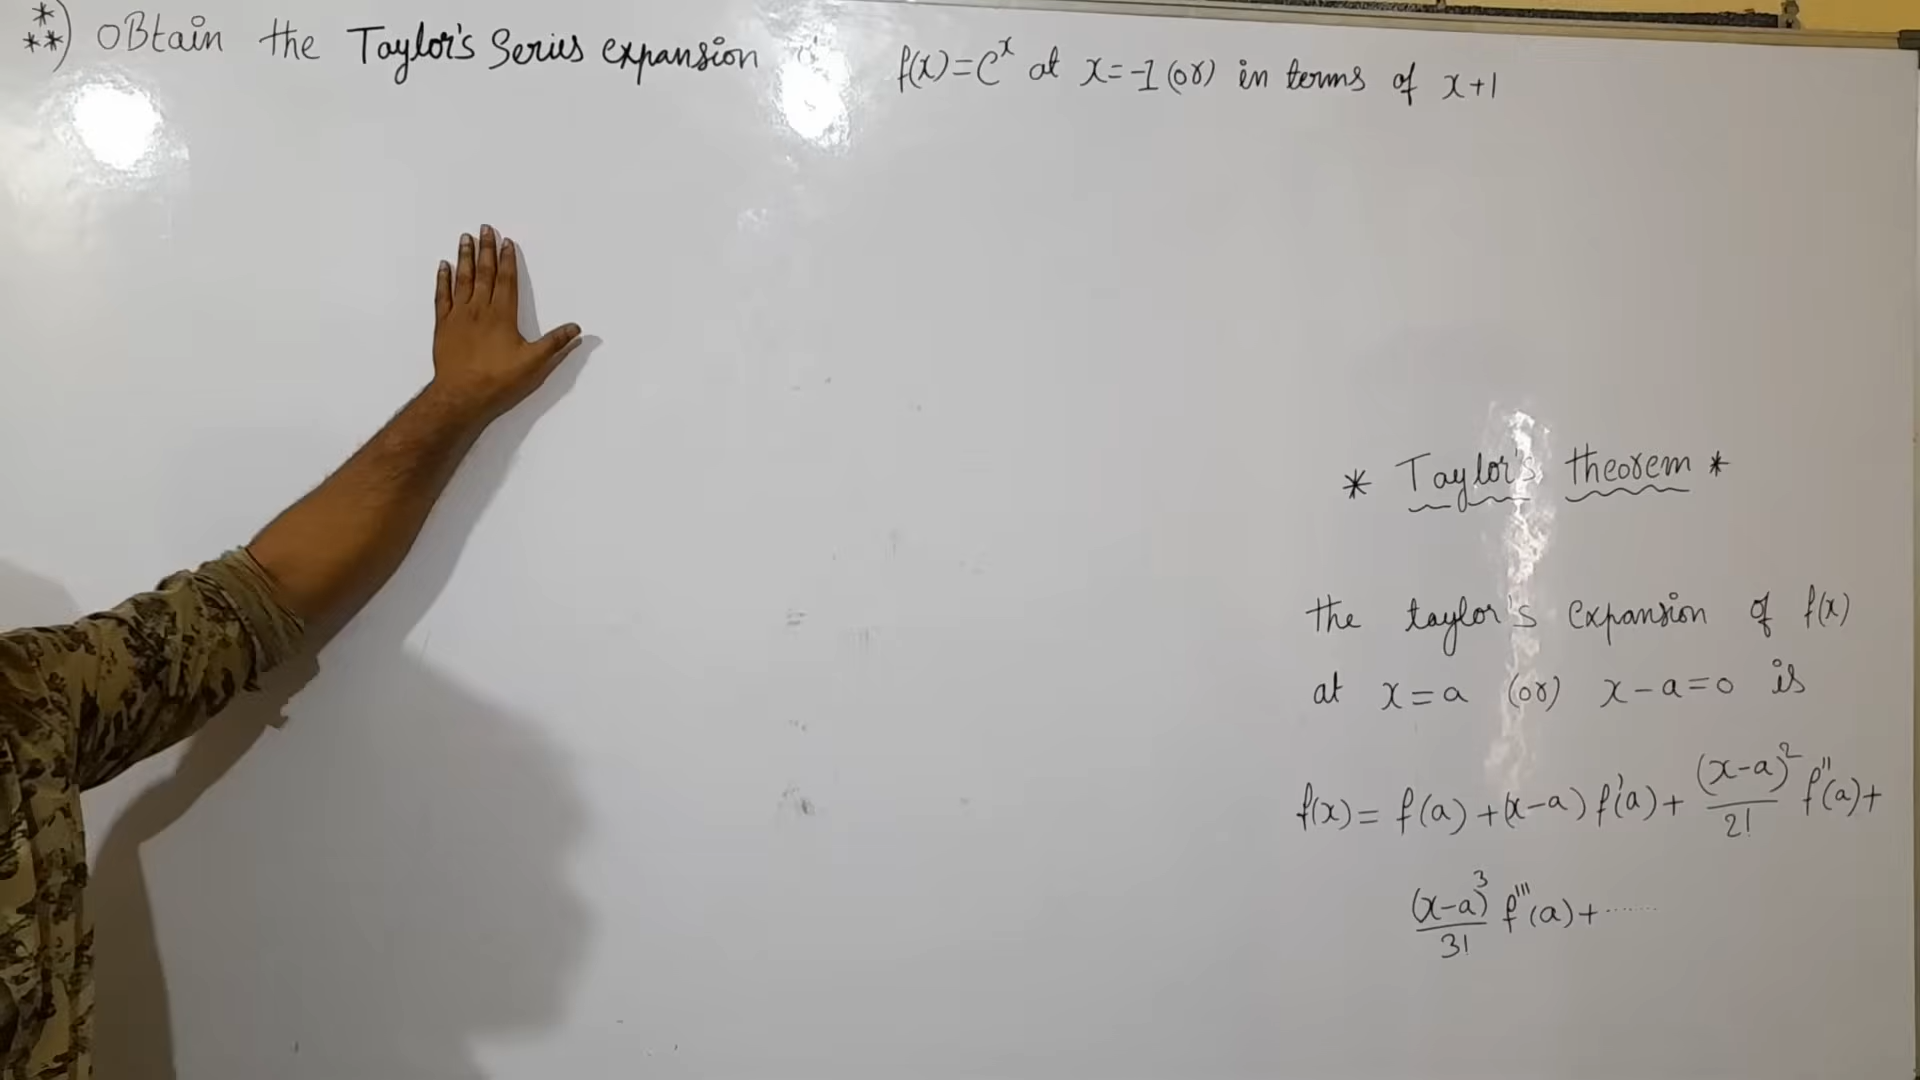 **
*) OBtain the Taylor's Series expansion f(x)=e^x at x=-1 (or) in terms of x+1
* Taylor's theorem *
the taylor's expansion of f(x)
at x=a (or) x-a=0 is
f(x)= f(a) +(x-a) f'(a)+ (x-a)^2/2! f''(a)+
(x-a)^3/3! f'''(a)+ ........